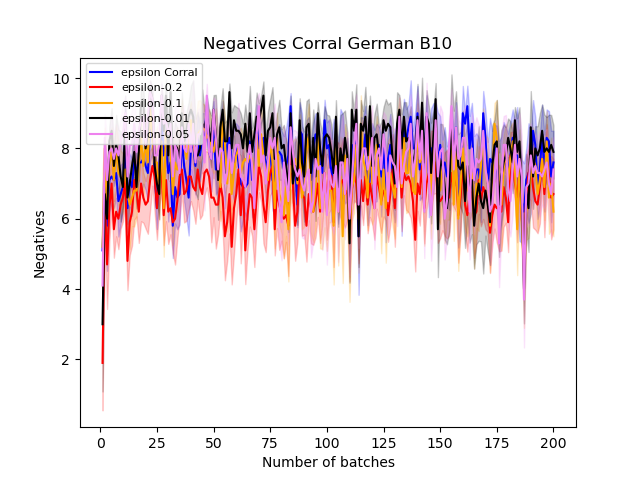 Negatives Corral German B10
epsilon Corral
epsilon-0.2
epsilon-0.1
epsilon-0.01
epsilon-0.05
Negatives
10
8
6
4
2
0
25
50
75
100
125
150
175
200
Number of batches